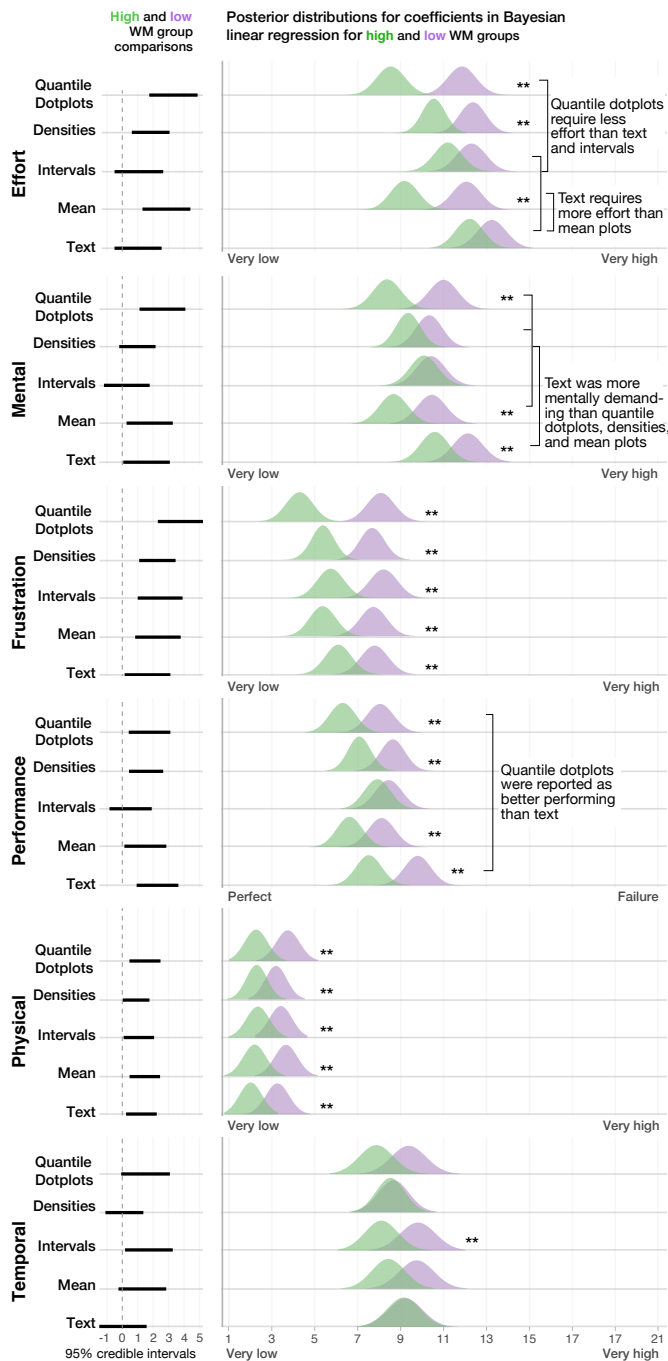 High and low
WM group
comparisons
Posterior distributions for coefficients in Bayesian
linear regression for high and low WM groups
Effort
Quantile
Dotplots
**
Densities
**
Intervals
Mean
**
Text
Quantile dotplots
require less
effort than text
and intervals
Text requires
more effort than
mean plots
Very low
Very high
Mental
Quantile
Dotplots
**
Densities
Intervals
Mean
**
Text
**
Text was more
mentally demand-
ing than quantile
dotplots, densities,
and mean plots
Very low
Very high
Frustration
Quantile
Dotplots
**
Densities
**
Intervals
**
Mean
**
Text
**
Very low
Very high
Performance
Quantile
Dotplots
**
Densities
**
Intervals
Mean
**
Text
**
Quantile dotplots
were reported as
better performing
than text
Perfect
Failure
Physical
Quantile
Dotplots
**
Densities
**
Intervals
**
Mean
**
Text
**
Very low
Very high
Temporal
Quantile
Dotplots
Densities
Intervals
**
Mean
Text
-1 0 1 2 3 4 5
1 3 5 7 9 11 13 17 17 21
95% credible intervals
Very low
Very high